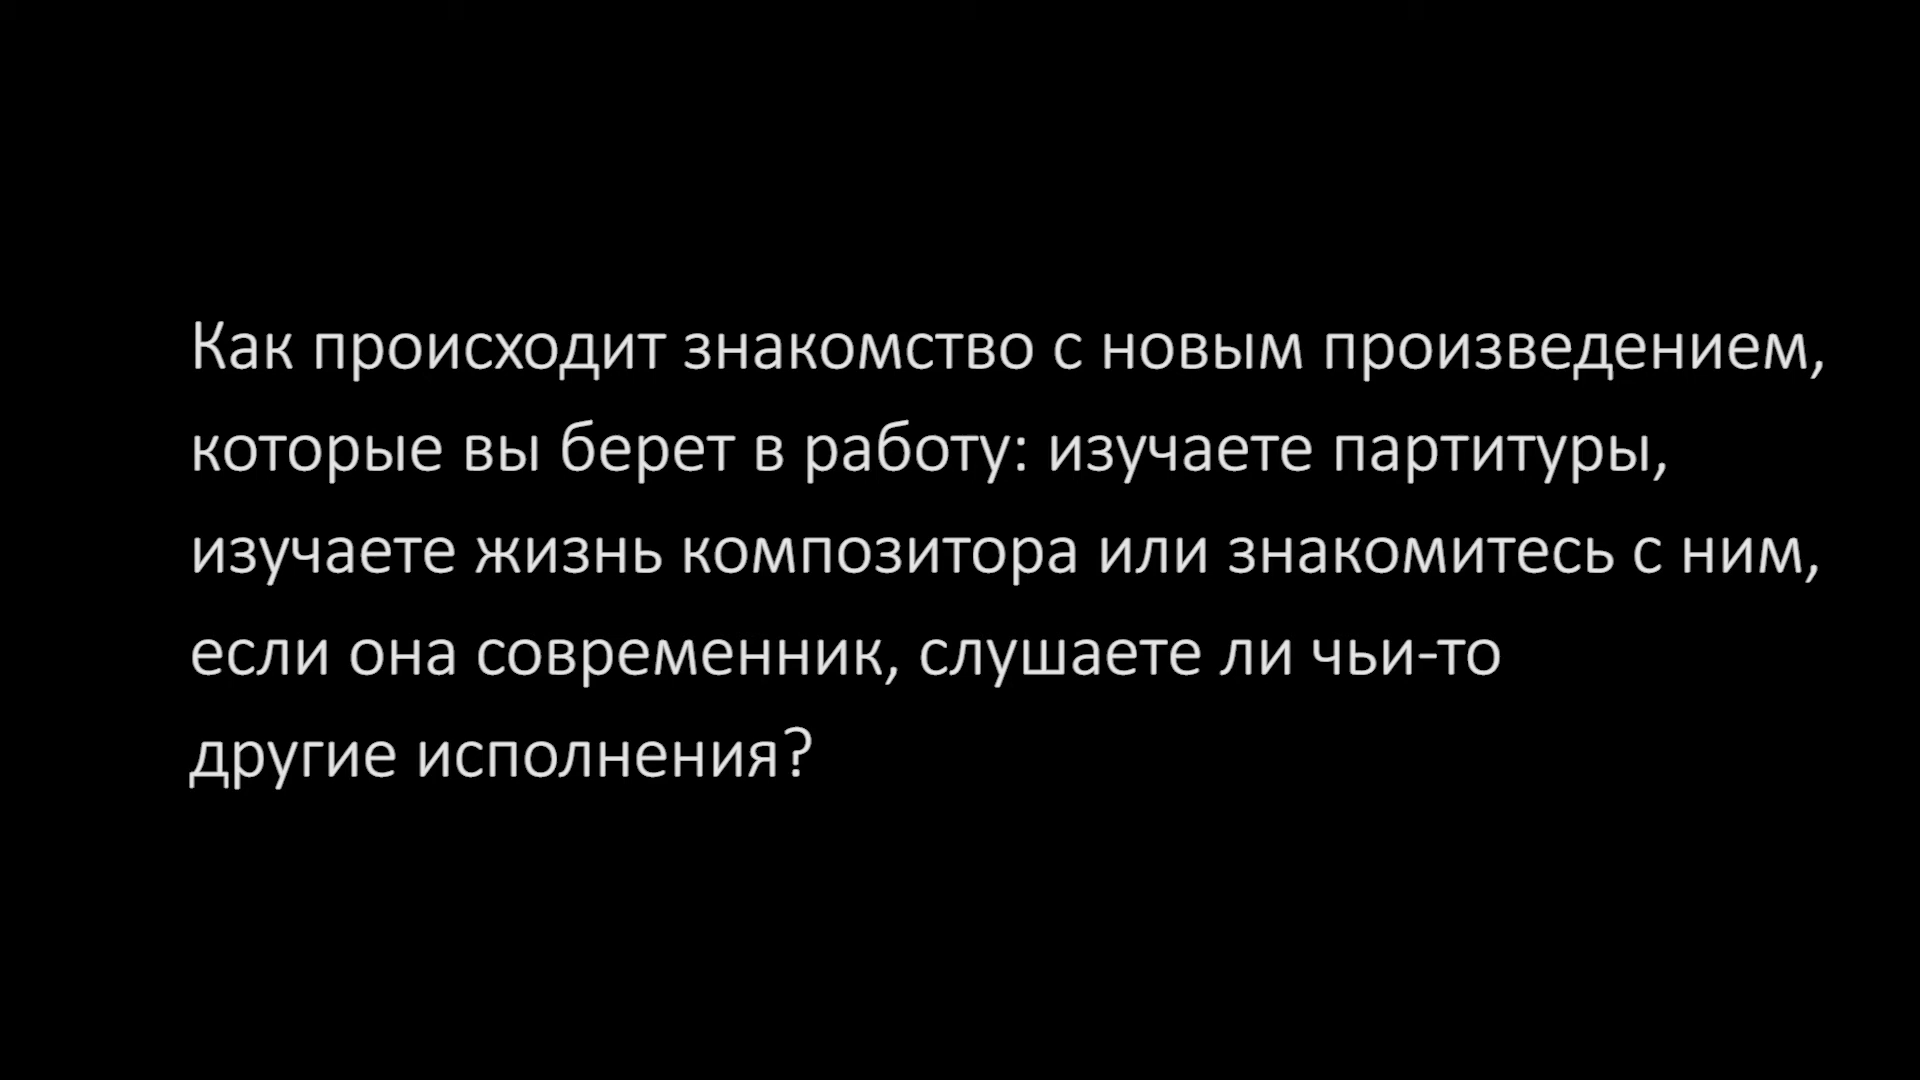 Как происходит знакомство с новым произведением,
которые вы берет в работу: изучаете партитуры,
изучаете жизнь композитора или знакомитесь с ним,
если она современник, слушаете ли чьи-то
другие исполнения?